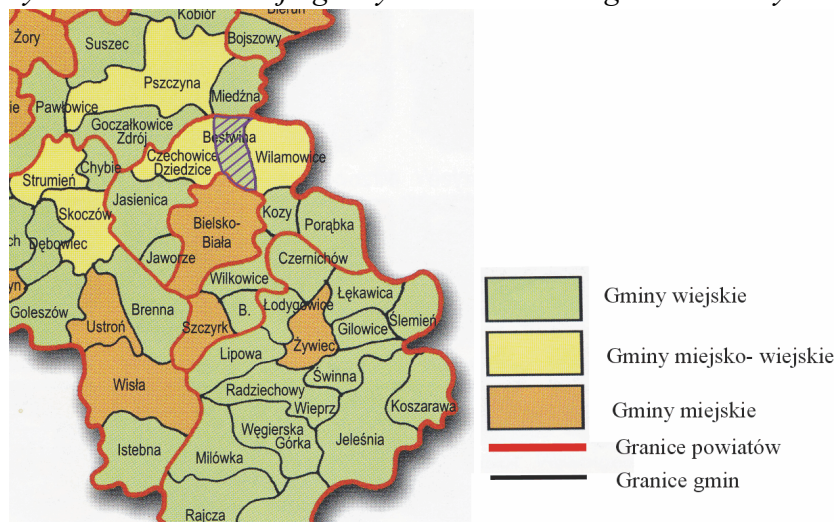 Kobiór
Bieruń
Żory
Suszec
Bojszowy
Pszczyna
Miedźna
ie
Pawłowice
Goczałkowice
Zdrój
Bestwina
Wilamowice
Czechowice
Dziedzice
Chybie
Strumień
Jasienica
Skoczów
Bielsko-
Biała
Kozy
Porąbka
ch
Dębowiec
Jaworze
Czernichów
Wilkowice
yn
Łękawica
Goleszów
Ustroń
Brenna
Szczyrk
B.
Łodygowice
Ślemień
Gilowice
Żywiec
Lipowa
Wisła
Świnna
Radziechowy
Wieprz
Koszarawa
Węgierska
Górka
Jeleśnia
Istebna
Milówka
Rajcza
Gminy wiejskie
Gminy miejsko- wiejskie
Gminy miejskie
Granice powiatów
Granice gmin